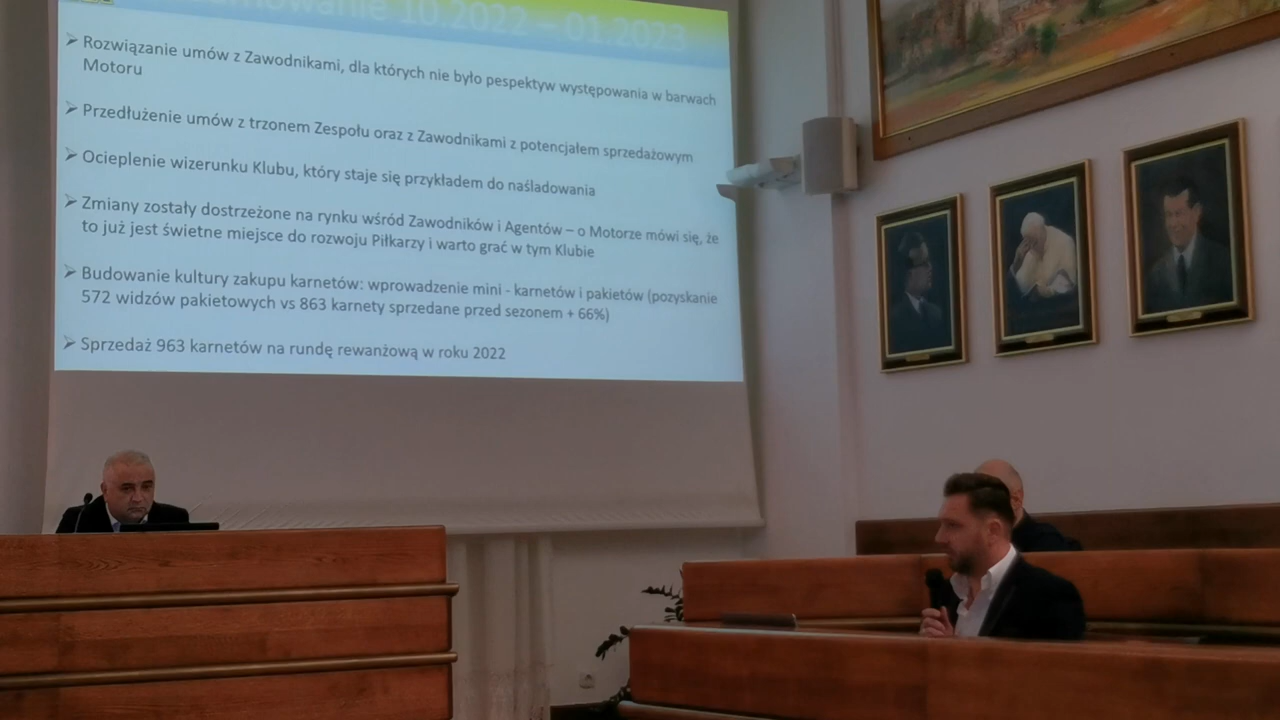 10.2022 – 01.2023
Rozwiązanie umów z Zawodnikami, dla których nie było pespektyw występowania w barwach
Motoru
Przedłużenie umów z trzonem Zespołu oraz z Zawodnikami z potencjałem sprzedażowym
Ocieplenie wizerunku Klubu, który staje się przykładem do naśladowania
Zmiany zostały dostrzeżone na rynku wśród Zawodników i Agentów – o Motorze mówi się, że
to już jest świetne miejsce do rozwoju Piłkarzy i warto grać w tym Klubie
Budowanie kultury zakupu karnetów: wprowadzenie mini - karnetów i pakietów (pozyskanie
572 widzów pakietowych vs 863 karnety sprzedane przed sezonem + 66%)
Sprzedaż 963 karnetów na rundę rewanżową w roku 2022